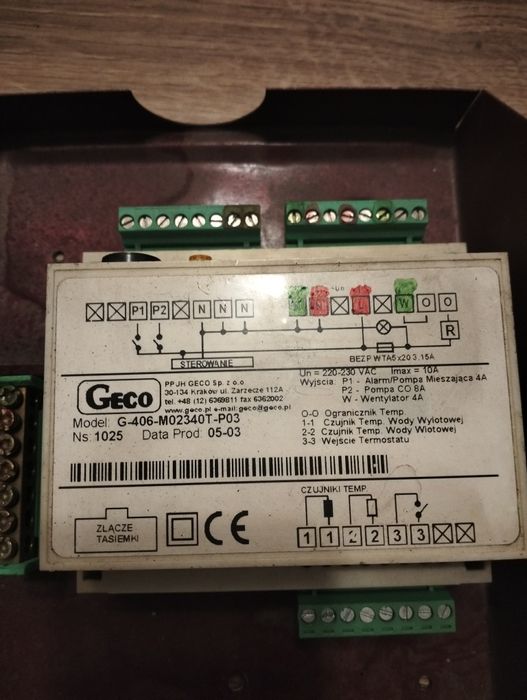 ~Un
P1 P2 N N N L W O O
R
STEROWANIE
BEZP WTA5x20 3.15A
Un = 220-230 VAC Imax = 10A
GECO
PPJH GECO Sp. z o.o.
30-134 Kraków ul. Zarzecze 112A
tel. +48 (12) 6369811 fax 6362002
www.geco.pl e-mail: geco@geco.pl
Wyjścia: P1 - Alarm/Pompa Mieszająca 4A
P2 - Pompa CO 8A
W - Wentylator 4A
Model: G-406-M02340T-P03
Ns: 1025 Data Prod: 05-03
O-O Ogranicznik Temp.
1-1 Czujnik Temp. Wody Wylotowej
2-2 Czujnik Temp. Wody Wlotowej
3-3 Wejście Termostatu
CZUJNIKI TEMP.
ZŁĄCZE
TASIEMKI
CE
1 1 2 2 3 3